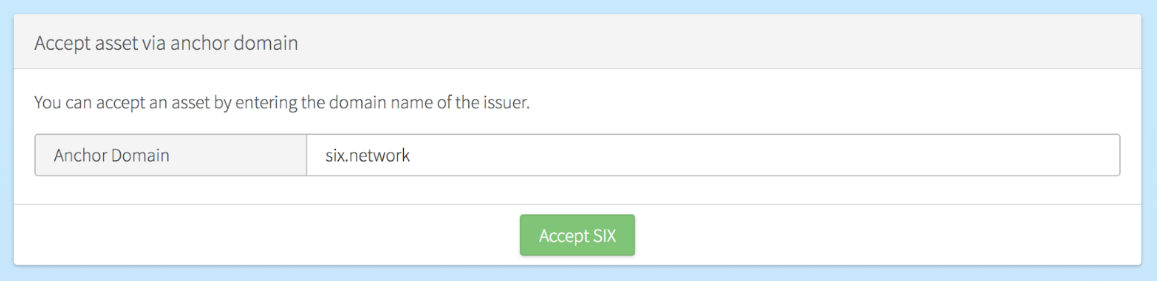 Accept asset via anchor domain
You can accept an asset by entering the domain name of the issuer.
Anchor Domain six.network
Accept SIX